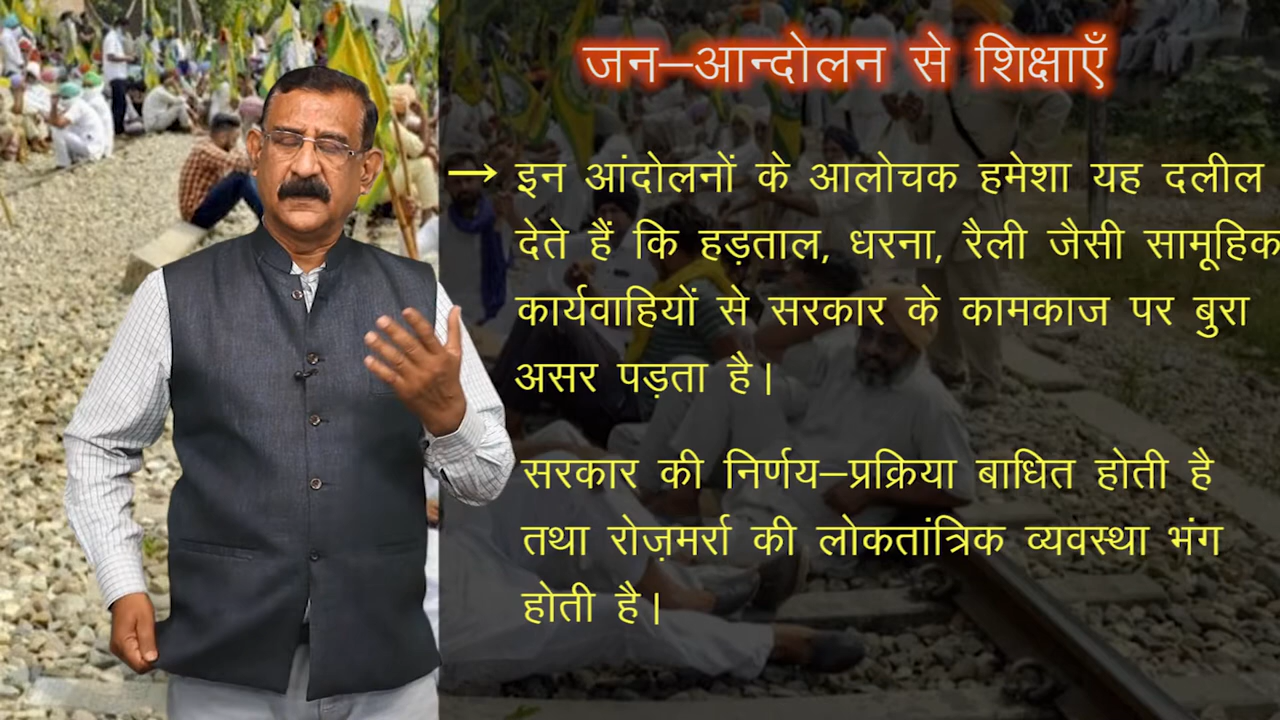 जन–आन्दोलन से शिक्षाएँ
→ इन आंदोलनों के आलोचक हमेशा यह दलील
देते हैं कि हड़ताल, धरना, रैली जैसी सामूहिक
कार्यवाहियों से सरकार के कामकाज पर बुरा
असर पड़ता है।
सरकार की निर्णय–प्रक्रिया बाधित होती है
तथा रोज़मर्रा की लोकतांत्रिक व्यवस्था भंग
होती है।